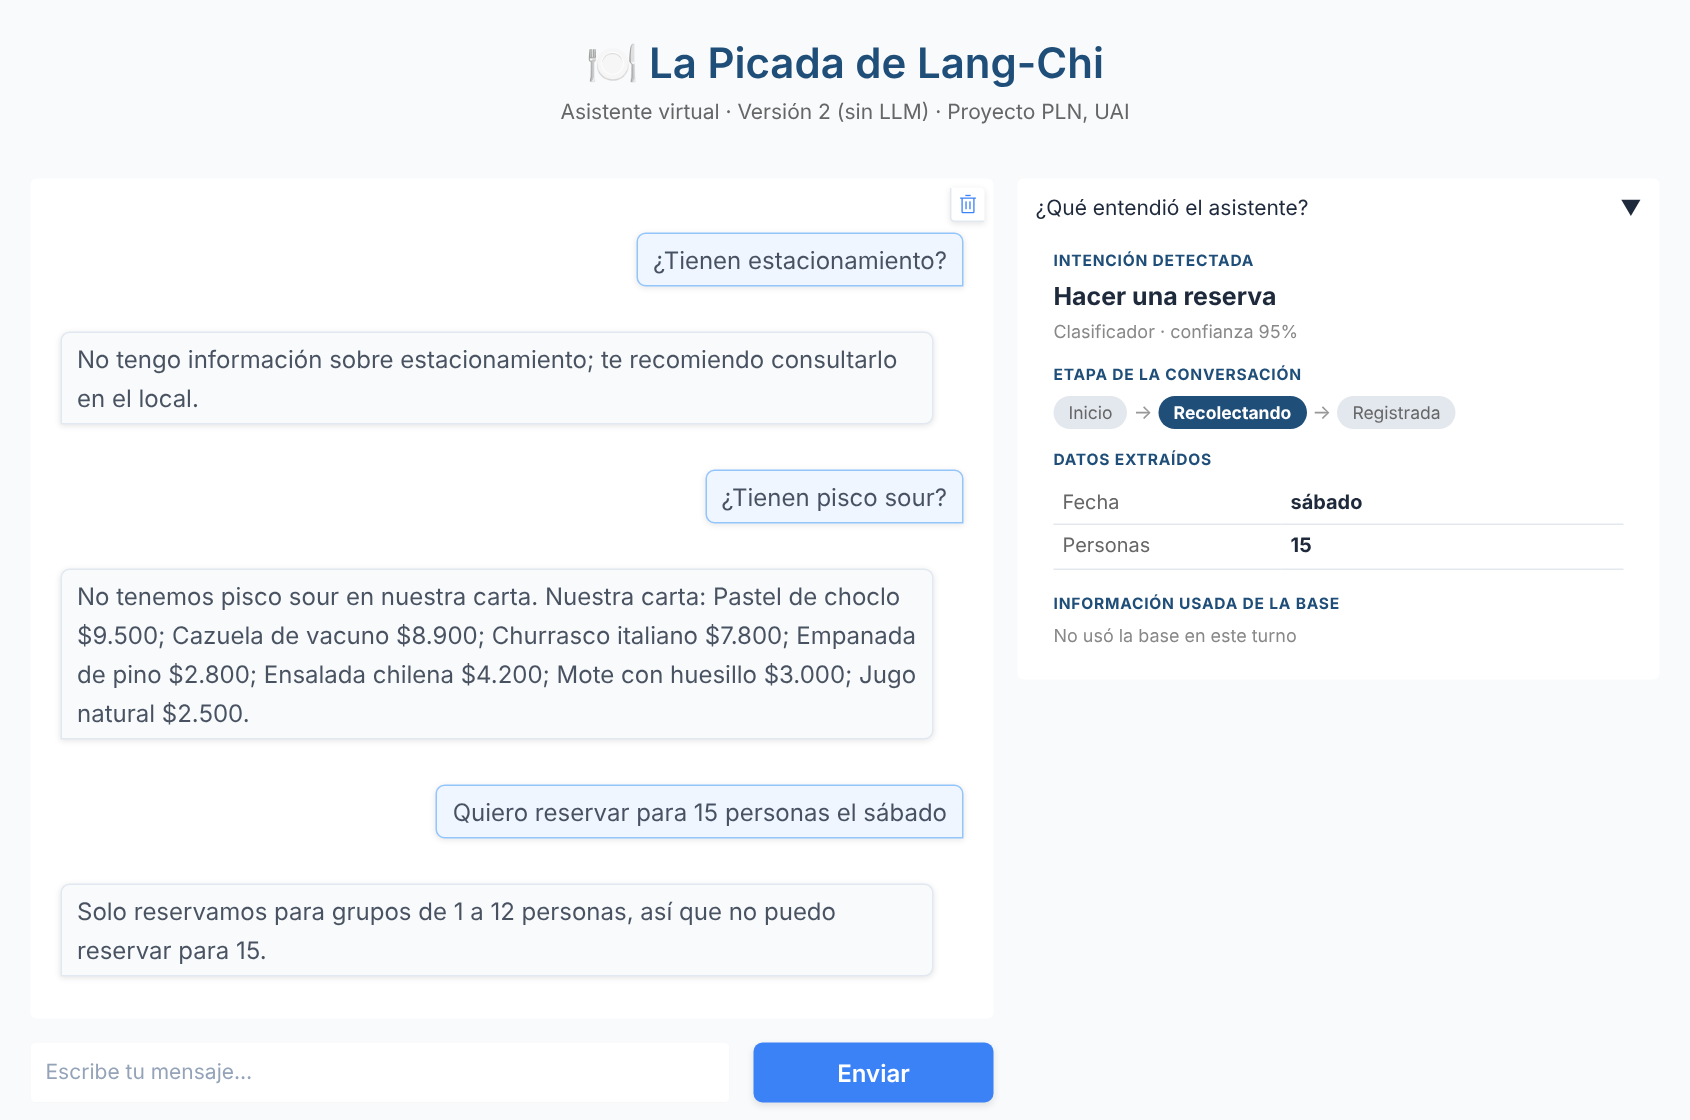 🍽️ La Picada de Lang-Chi
Asistente virtual · Versión 2 (sin LLM) · Proyecto PLN, UAI
¿Tienen estacionamiento?
No tengo información sobre estacionamiento; te recomiendo consultarlo
en el local.
¿Tienen pisco sour?
No tenemos pisco sour en nuestra carta. Nuestra carta: Pastel de choclo
$9.500; Cazuela de vacuno $8.900; Churrasco italiano $7.800; Empanada
de pino $2.800; Ensalada chilena $4.200; Mote con huesillo $3.000; Jugo
natural $2.500.
Quiero reservar para 15 personas el sábado
Solo reservamos para grupos de 1 a 12 personas, así que no puedo
reservar para 15.
Escribe tu mensaje...
Enviar
¿Qué entendió el asistente? ▼
INTENCIÓN DETECTADA
Hacer una reserva
Clasificador · confianza 95%
ETAPA DE LA CONVERSACIÓN
Inicio → Recolectando → Registrada
DATOS EXTRAÍDOS
Fecha sábado
Personas 15
INFORMACIÓN USADA DE LA BASE
No usó la base en este turno